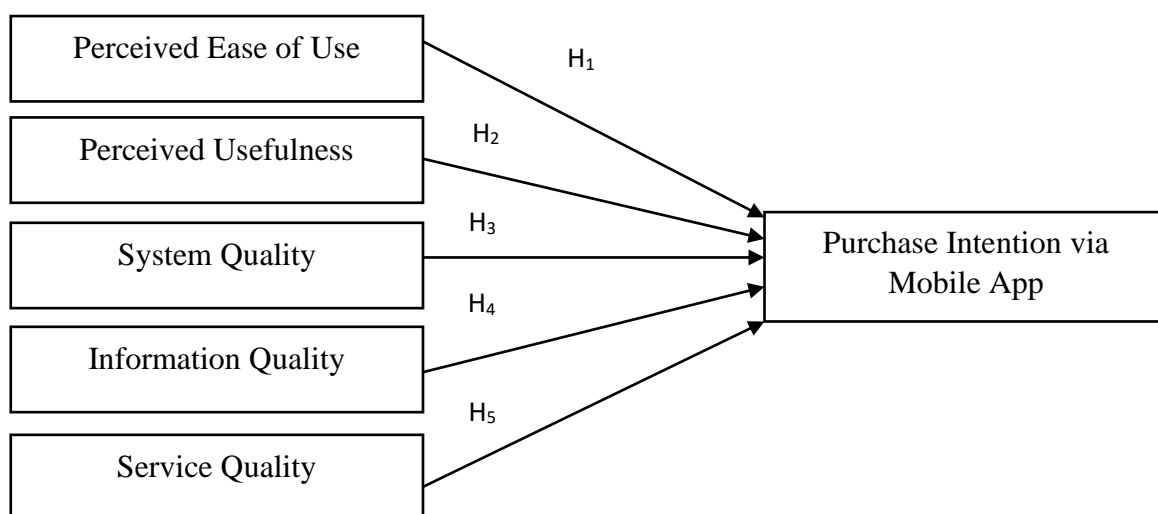 Perceived Ease of Use
H₁
Perceived Usefulness
H₂
System Quality
H₃
Purchase Intention via
Mobile App
Information Quality
H₄
Service Quality
H₅